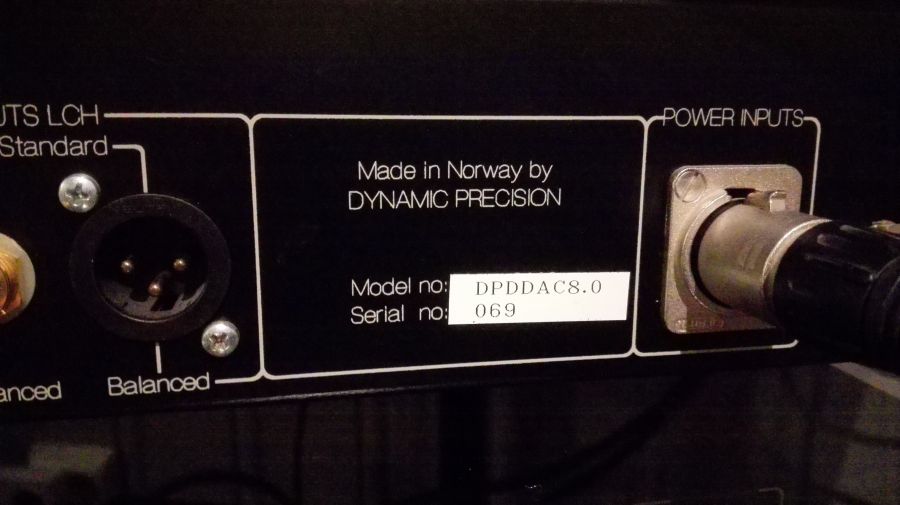 UTS LCH
Standard
Balanced
anced
Made in Norway by
DYNAMIC PRECISION
Model no: DPDDAC8.0
Serial no: 069
POWER INPUTS